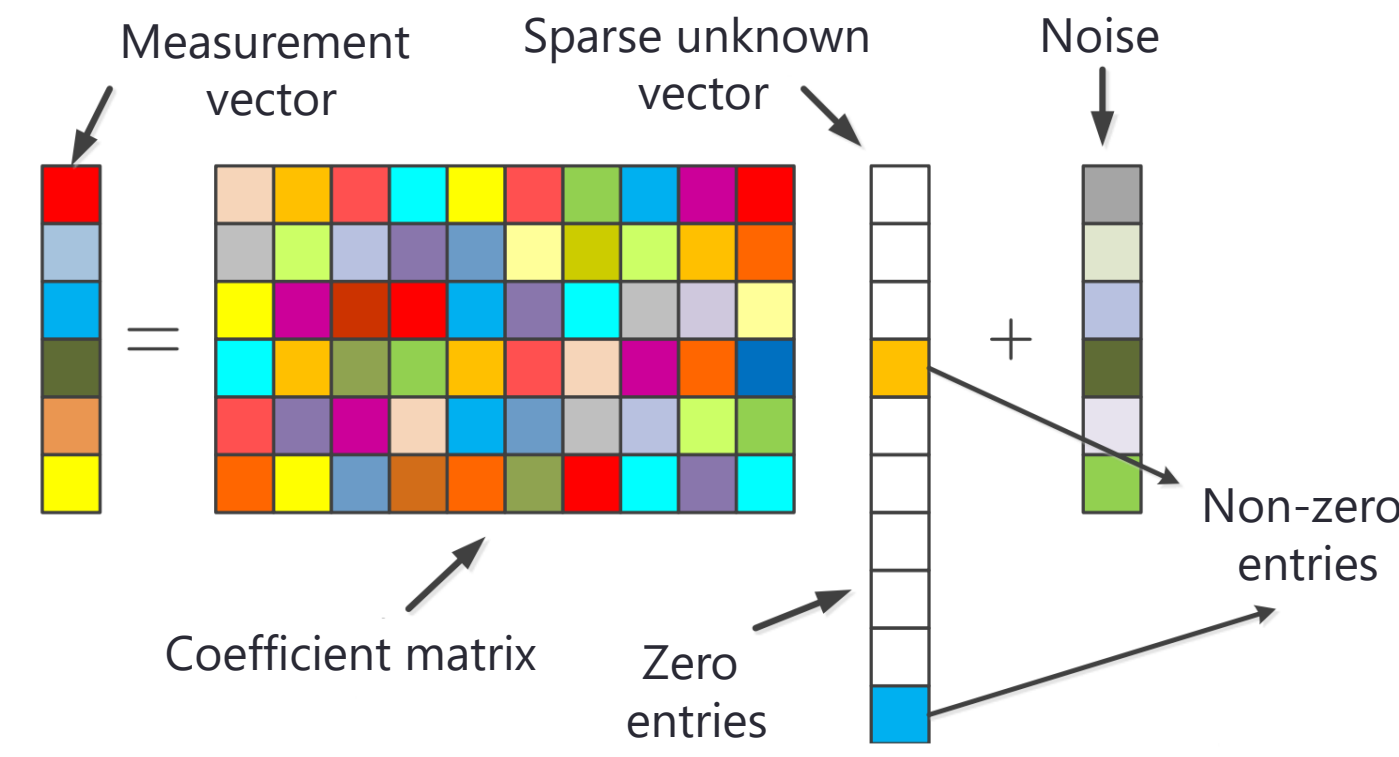 Measurement
vector
Sparse unknown
vector
Noise
=
+
Non-zero
entries
Coefficient matrix
Zero
entries